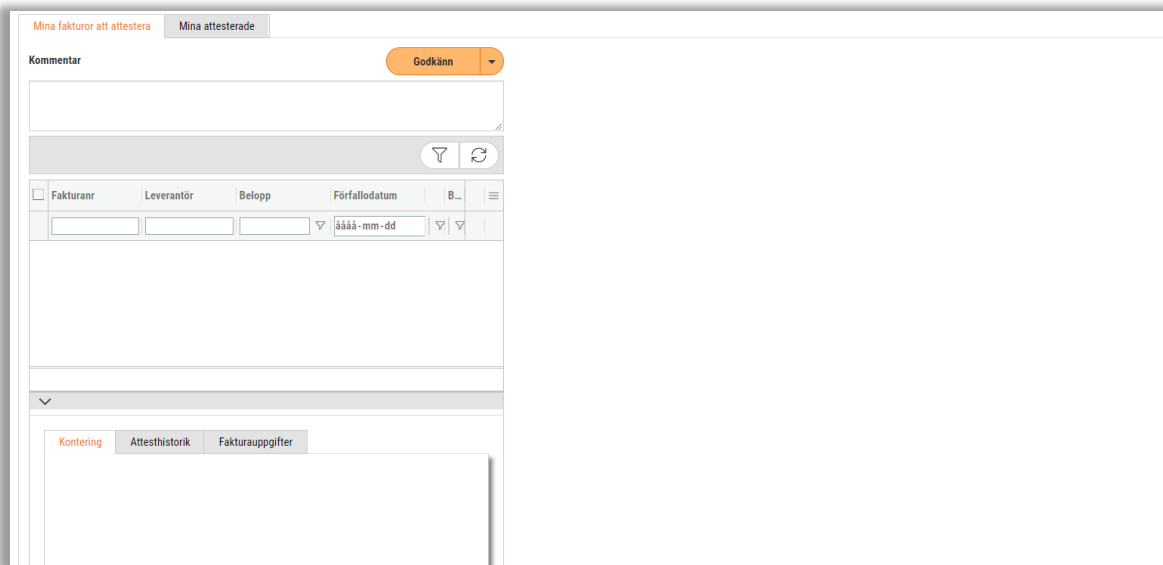 Mina fakturor att attestera Mina attesterade
Kommentar Godkänn
Fakturanr Leverantör Belopp Förfallodatum B...
åååå-mm-dd
Kontering Attesthistorik Fakturauppgifter